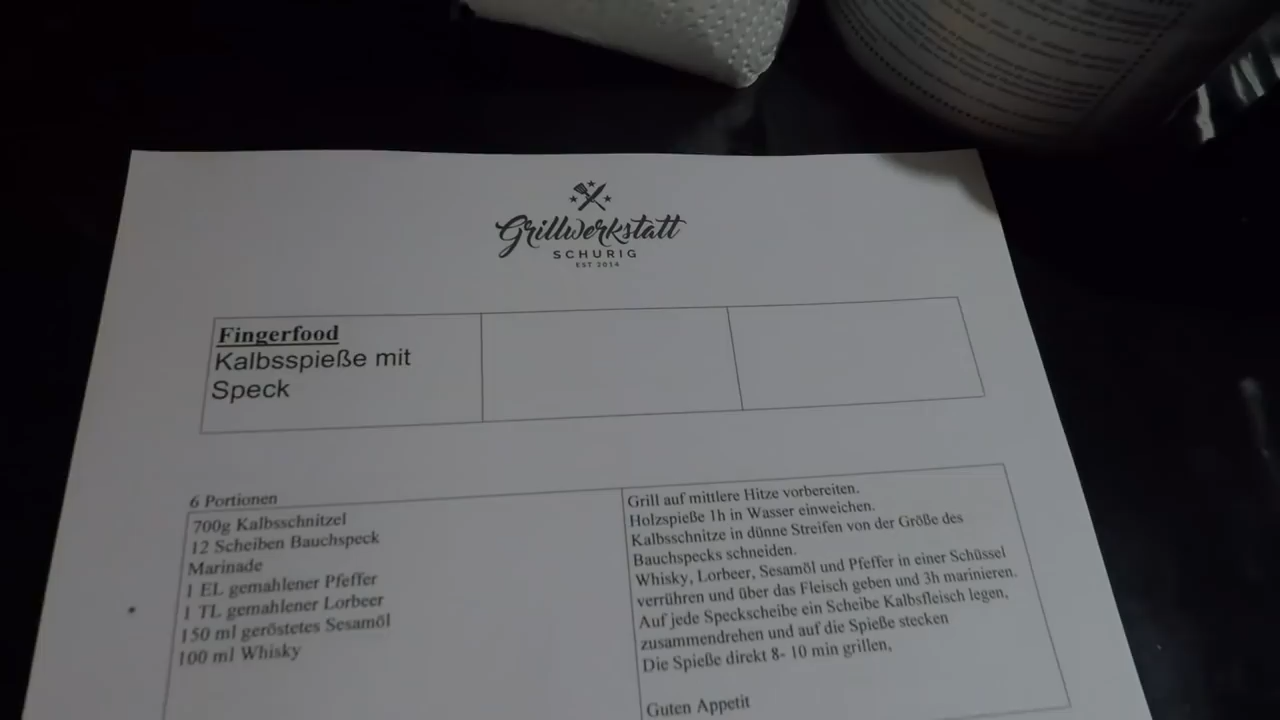 Grillwerkstatt
SCHURIG
EST 2014
Fingerfood
Kalbsspieße mit
Speck
6 Portionen
700g Kalbsschnitzel
12 Scheiben Bauchspeck
Marinade
1 EL gemahlener Pfeffer
1 TL gemahlener Lorbeer
150 ml geröstetes Sesamöl
100 ml Whisky
Grill auf mittlere Hitze vorbereiten.
Holzspieße 1h in Wasser einweichen.
Kalbsschnitze in dünne Streifen von der Größe des
Bauchspecks schneiden.
Whisky, Lorbeer, Sesamöl und Pfeffer in einer Schüssel
verrühren und über das Fleisch geben und 3h marinieren.
Auf jede Speckscheibe ein Scheibe Kalbsfleisch legen,
zusammendrehen und auf die Spieße stecken
Die Spieße direkt 8- 10 min grillen,
Guten Appetit